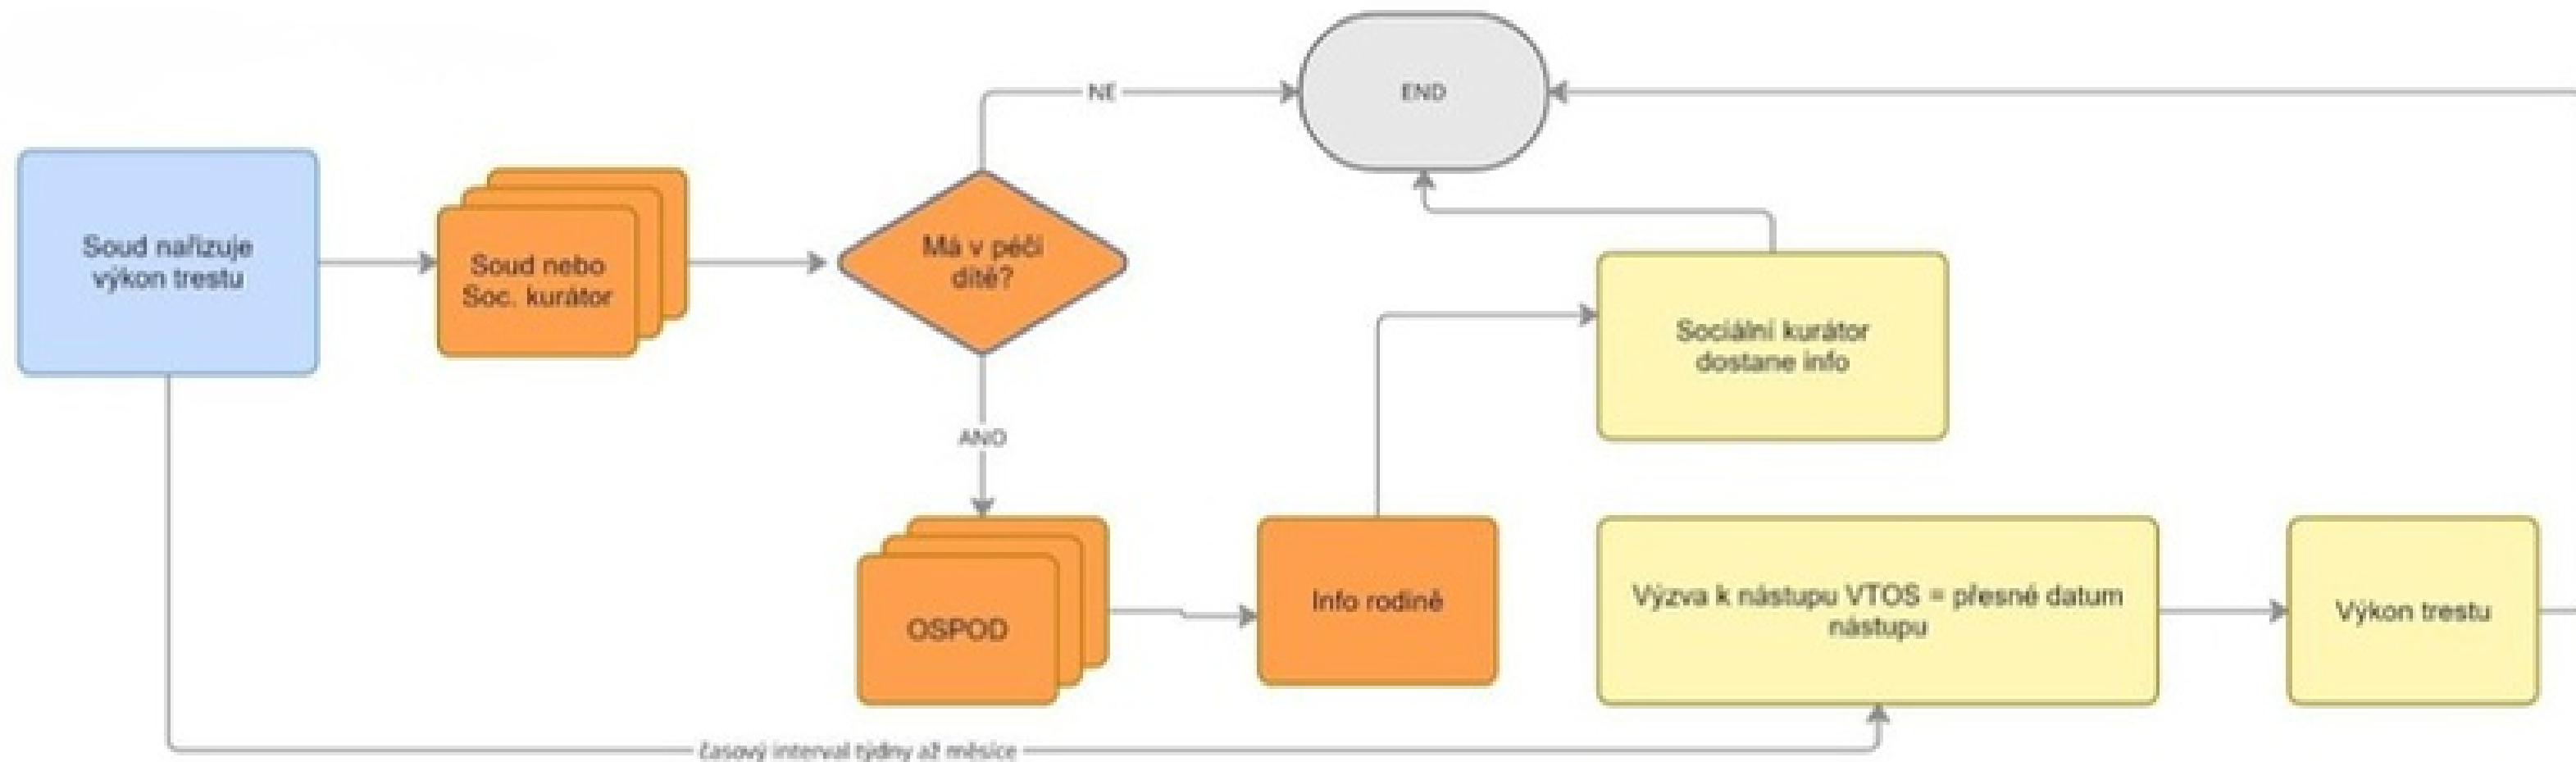 NE
END
Soud nařizuje
výkon trestu
Soud nebo
Soc. kurátor
Má v péči
dítě?
Sociální kurátor
dostane info
ANO
OSPOD
Info rodině
Výzva k nástupu VTOS = přesné datum
nástupu
Výkon trestu
časový interval týdny až měsíce